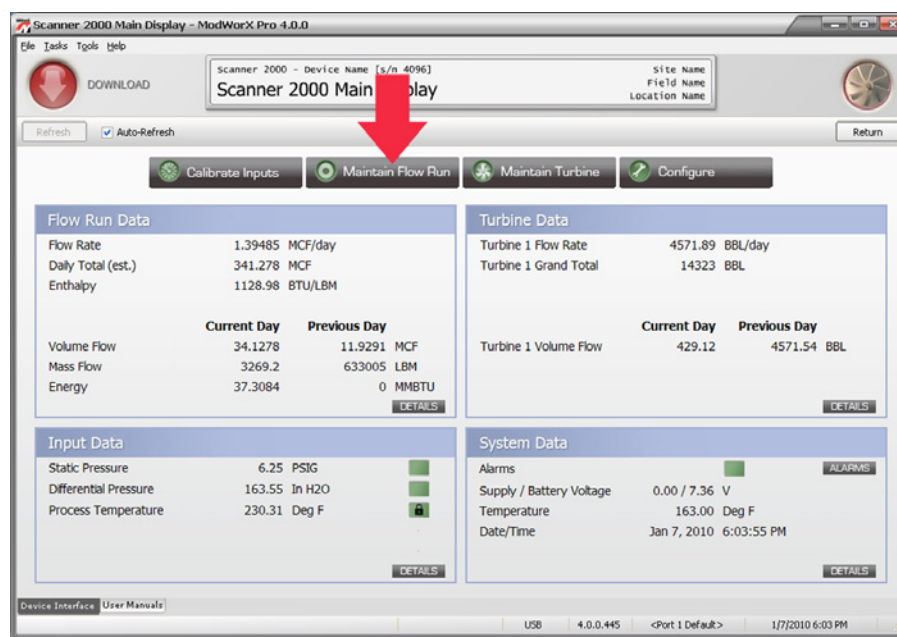 Scanner 2000 Main Display - ModWorX Pro 4.0.0
File Tasks Tools Help
DOWNLOAD
Scanner 2000 - Device Name [s/n 4096]
Scanner 2000 Main play
Site Name
Field Name
Location Name
Refresh Auto-Refresh Return
Calibrate Inputs Maintain Flow Run Maintain Turbine Configure
Flow Run Data
Flow Rate 1.39485 MCF/day
Daily Total (est.) 341.278 MCF
Enthalpy 1128.98 BTU/LBM
Current Day Previous Day
Volume Flow 34.1278 11.9291 MCF
Mass Flow 3269.2 633005 LBM
Energy 37.3084 0 MMBTU
DETAILS
Turbine Data
Turbine 1 Flow Rate 4571.89 BBL/day
Turbine 1 Grand Total 14323 BBL
Current Day Previous Day
Turbine 1 Volume Flow 429.12 4571.54 BBL
DETAILS
Input Data
Static Pressure 6.25 PSIG
Differential Pressure 163.55 In H2O
Process Temperature 230.31 Deg F
DETAILS
System Data
Alarms ALARMS
Supply / Battery Voltage 0.00 / 7.36 V
Temperature 163.00 Deg F
Date/Time Jan 7, 2010 6:03:55 PM
DETAILS
Device Interface User Manuals
USB 4.0.0.445 <Port 1 Default> 1/7/2010 6:03 PM